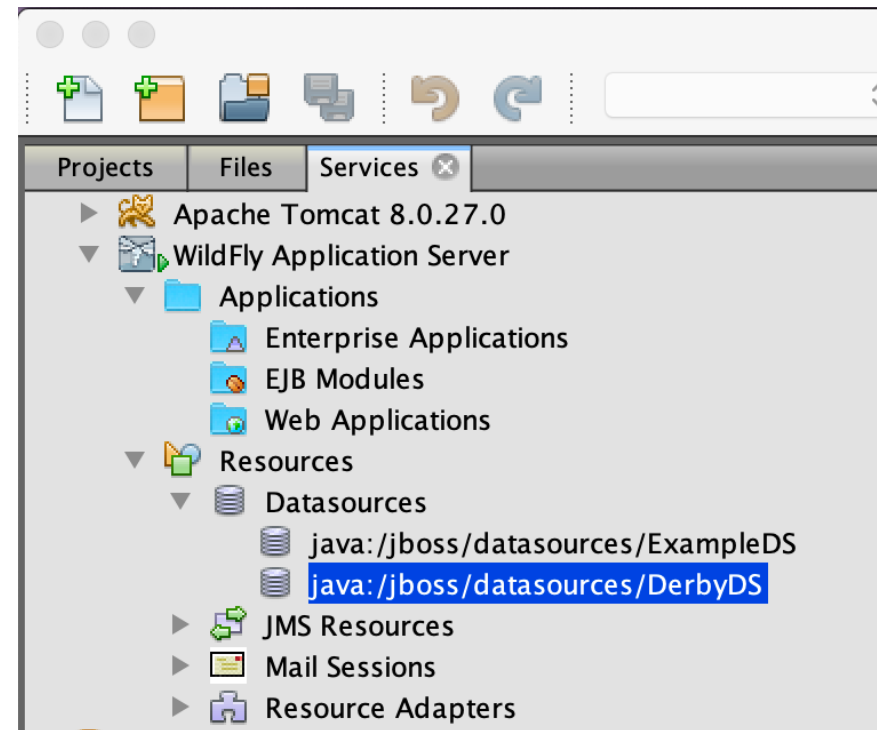 Projects Files Services
Apache Tomcat 8.0.27.0
WildFly Application Server
Applications
Enterprise Applications
EJB Modules
Web Applications
Resources
Datasources
java:/jboss/datasources/ExampleDS
java:/jboss/datasources/DerbyDS
JMS Resources
Mail Sessions
Resource Adapters